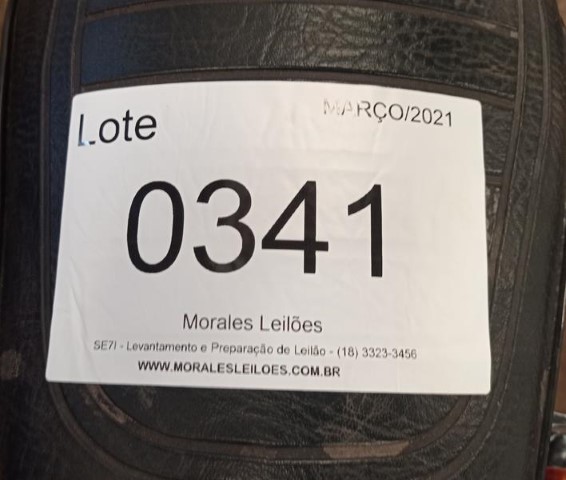 Lote
MARÇO/2021
0341
Morales Leilões
SE7I - Levantamento e Preparação de Leilão - (18) 3323-3456
WWW.MORALESLEILOES.COM.BR